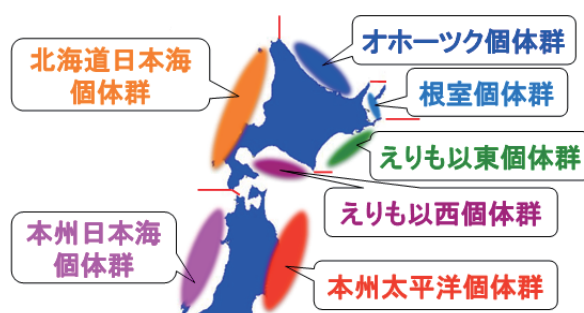 オホーツク個体群
北海道日本海
個体群
根室個体群
えりも以東個体群
えりも以西個体群
本州日本海
個体群
本州太平洋個体群